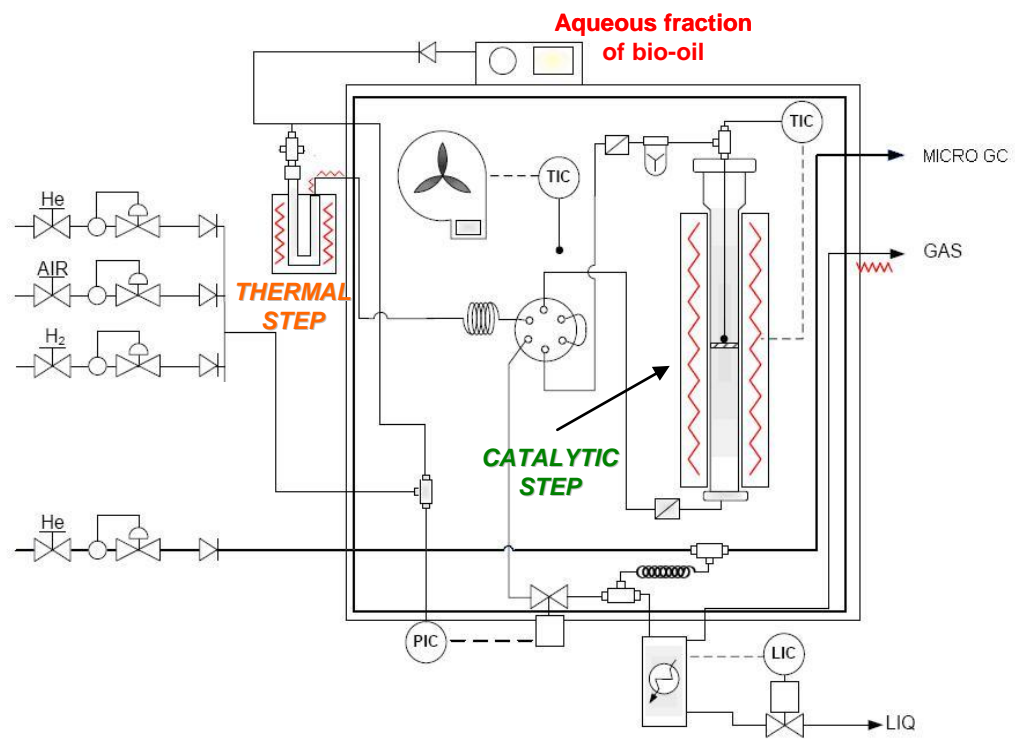 Aqueous fraction
of bio-oil
TIC
TIC
MICRO GC
He
GAS
AIR
THERMAL
STEP
H₂
CATALYTIC
STEP
He
PIC
LIC
LIQ